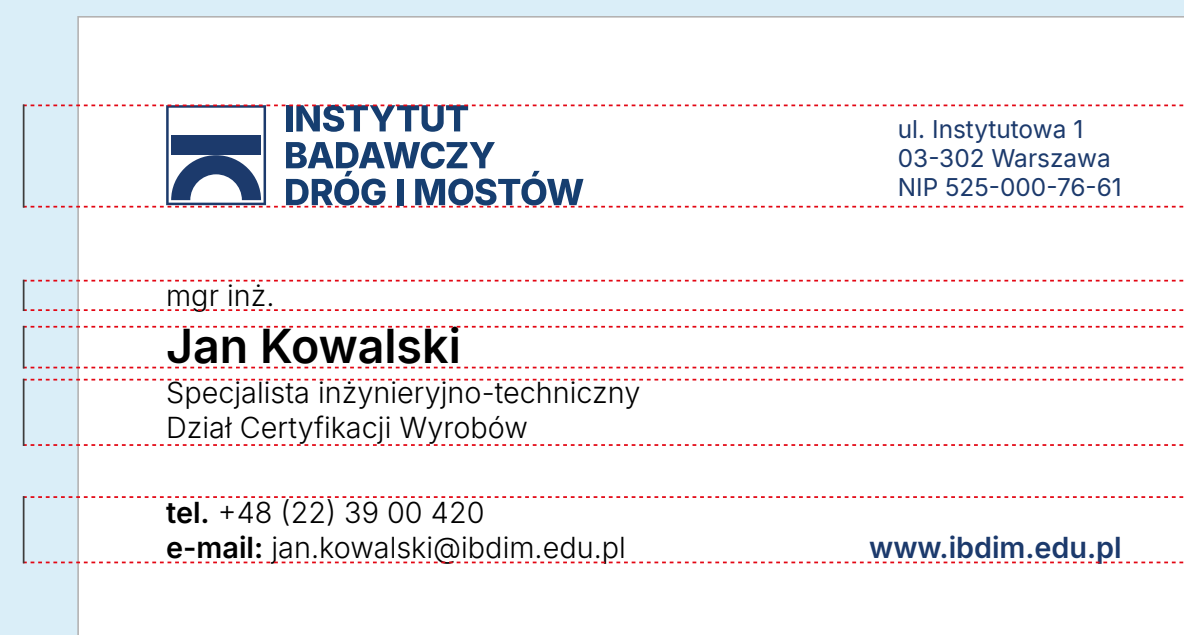 INSTYTUT
BADAWCZY
DRÓG I MOSTÓW
ul. Instytutowa 1
03-302 Warszawa
NIP 525-000-76-61
mgr inż.
Jan Kowalski
Specjalista inżynieryjno-techniczny
Dział Certyfikacji Wyrobów
tel. +48 (22) 39 00 420
e-mail: jan.kowalski@ibdim.edu.pl
www.ibdim.edu.pl